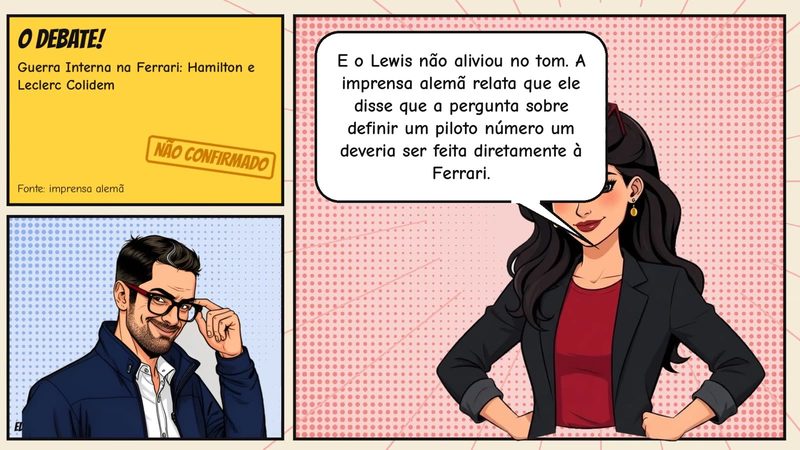 O DEBATE!
Guerra Interna na Ferrari: Hamilton e
Leclerc Colidem
NÃO CONFIRMADO
Fonte: imprensa alemã
E o Lewis não aliviou no tom. A
imprensa alemã relata que ele
disse que a pergunta sobre
definir um piloto número um
deveria ser feita diretamente à
Ferrari.